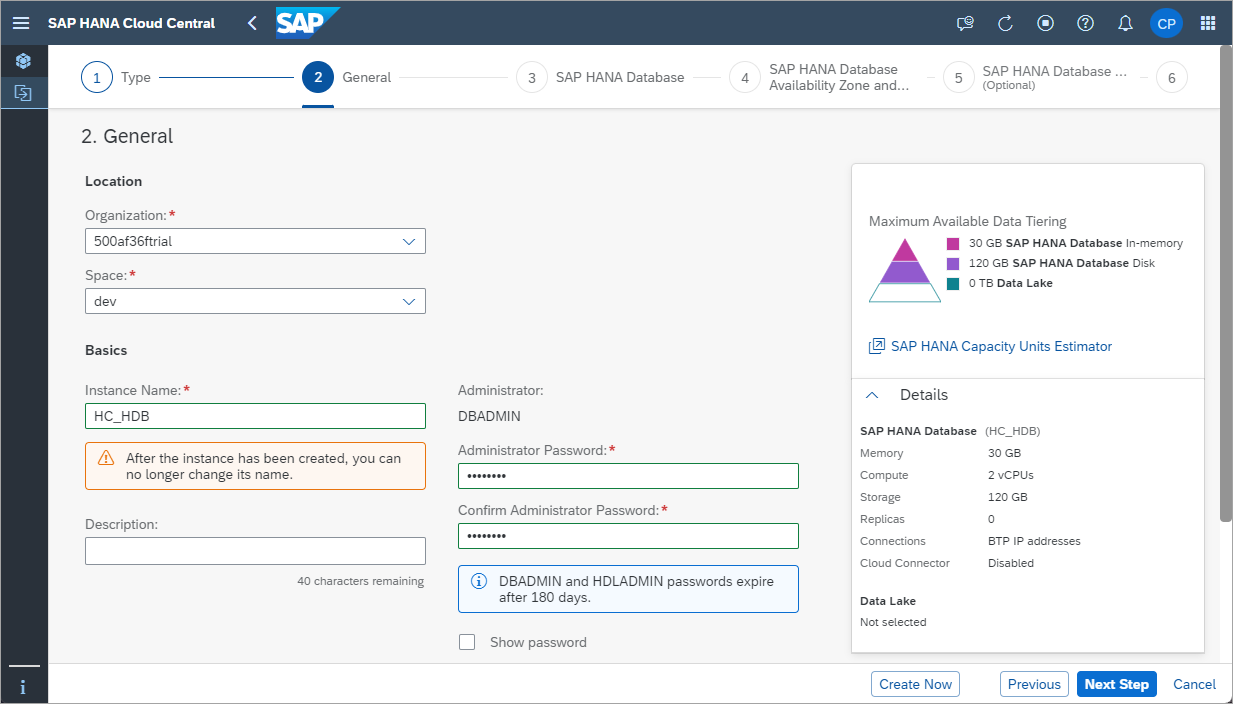 SAP HANA Cloud Central
SAP
CP
1 Type
2 General
3 SAP HANA Database
4 SAP HANA Database
Availability Zone and...
5 SAP HANA Database ...
(Optional)
6
2. General
Location
Organization:*
500af36ftrial
Space:*
dev
Basics
Instance Name:*
HC_HDB
After the instance has been created, you can
no longer change its name.
Description:
40 characters remaining
Administrator:
DBADMIN
Administrator Password:*
••••••••
Confirm Administrator Password:*
••••••••
DBADMIN and HDLADMIN passwords expire
after 180 days.
Show password
Maximum Available Data Tiering
30 GB SAP HANA Database In-memory
120 GB SAP HANA Database Disk
0 TB Data Lake
SAP HANA Capacity Units Estimator
Details
SAP HANA Database (HC_HDB)
Memory 30 GB
Compute 2 vCPUs
Storage 120 GB
Replicas 0
Connections BTP IP addresses
Cloud Connector Disabled
Data Lake
Not selected
Create Now Previous Next Step Cancel